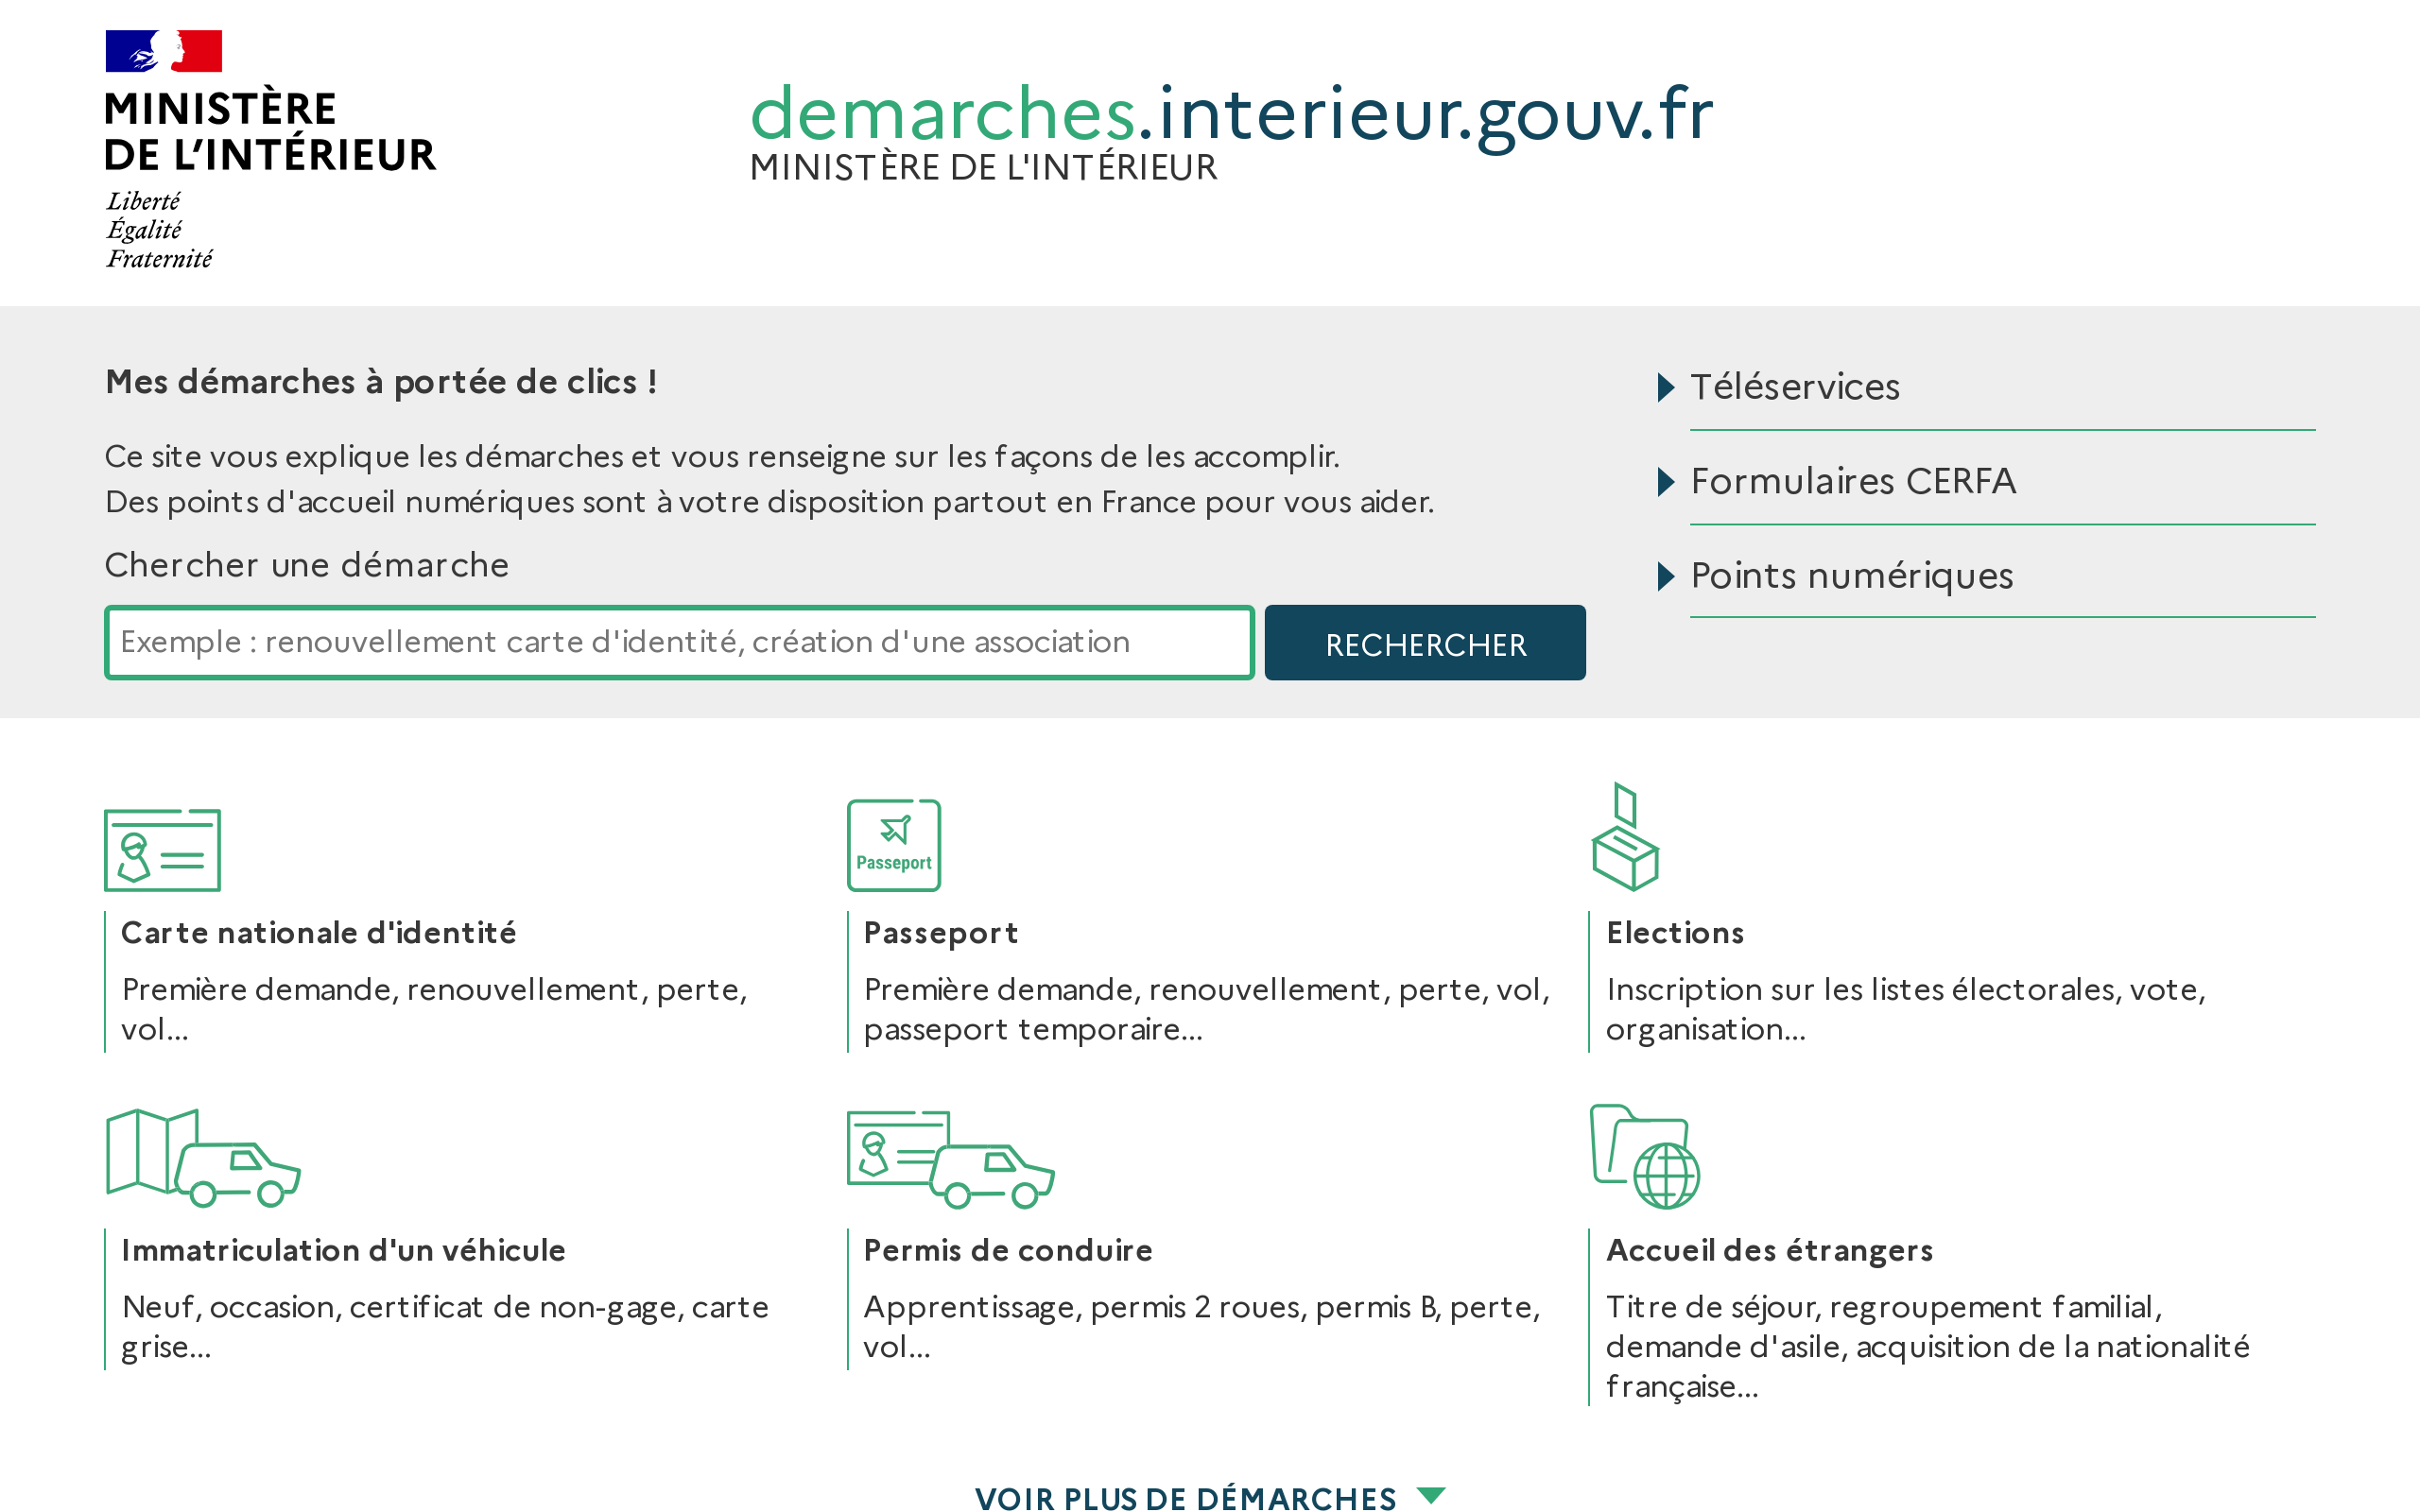 MINISTÈRE
DE L’INTÉRIEUR
Liberté
Égalité
Fraternité
demarches.interieur.gouv.fr
MINISTÈRE DE L'INTÉRIEUR
Mes démarches à portée de clics !
Ce site vous explique les démarches et vous renseigne sur les façons de les accomplir.
Des points d'accueil numériques sont à votre disposition partout en France pour vous aider.
Chercher une démarche
Exemple : renouvellement carte d'identité, création d'une association
RECHERCHER
Téléservices
Formulaires CERFA
Points numériques
Carte nationale d'identité
Première demande, renouvellement, perte,
vol...
Passeport
Passeport
Première demande, renouvellement, perte, vol,
passeport temporaire...
Elections
Inscription sur les listes électorales, vote,
organisation...
Immatriculation d'un véhicule
Neuf, occasion, certificat de non-gage, carte
grise...
Permis de conduire
Apprentissage, permis 2 roues, permis B, perte,
vol...
Accueil des étrangers
Titre de séjour, regroupement familial,
demande d'asile, acquisition de la nationalité
française...
VOIR PLUS DE DÉMARCHES